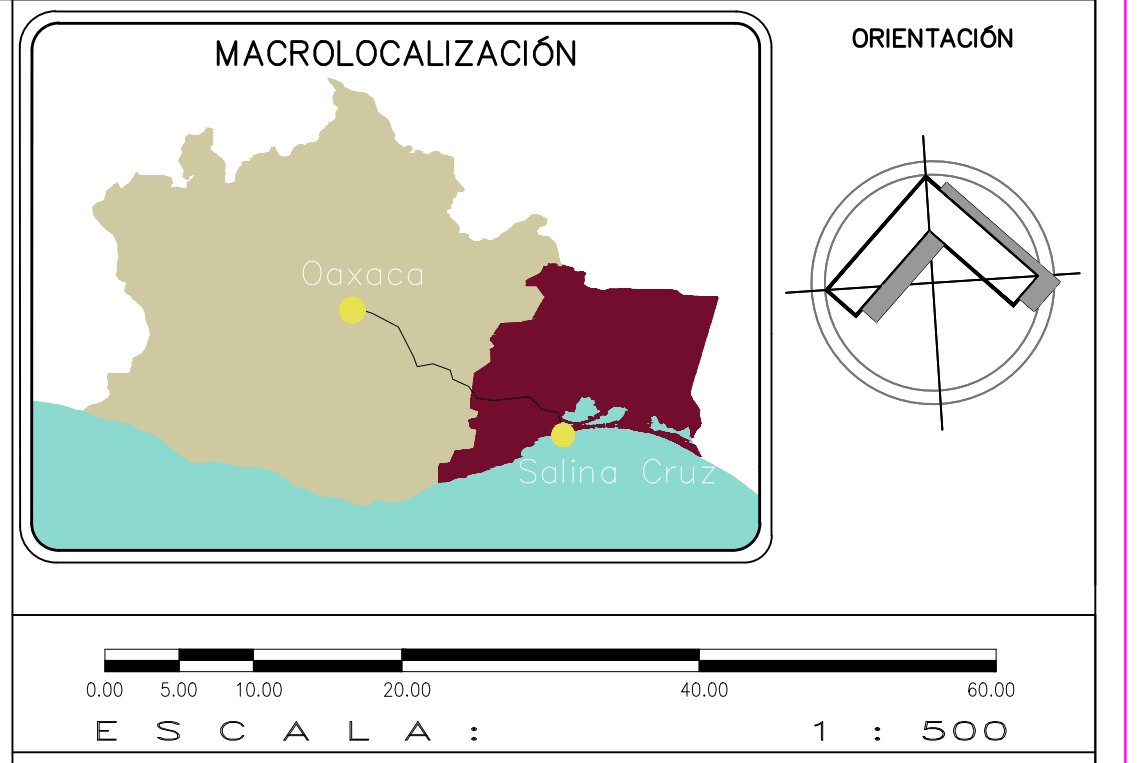 MACROLOCALIZACIÓN
ORIENTACIÓN
Oaxaca
Salina Cruz
0.00 5.00 10.00 20.00 40.00 60.00
ESCALA: 1 : 500